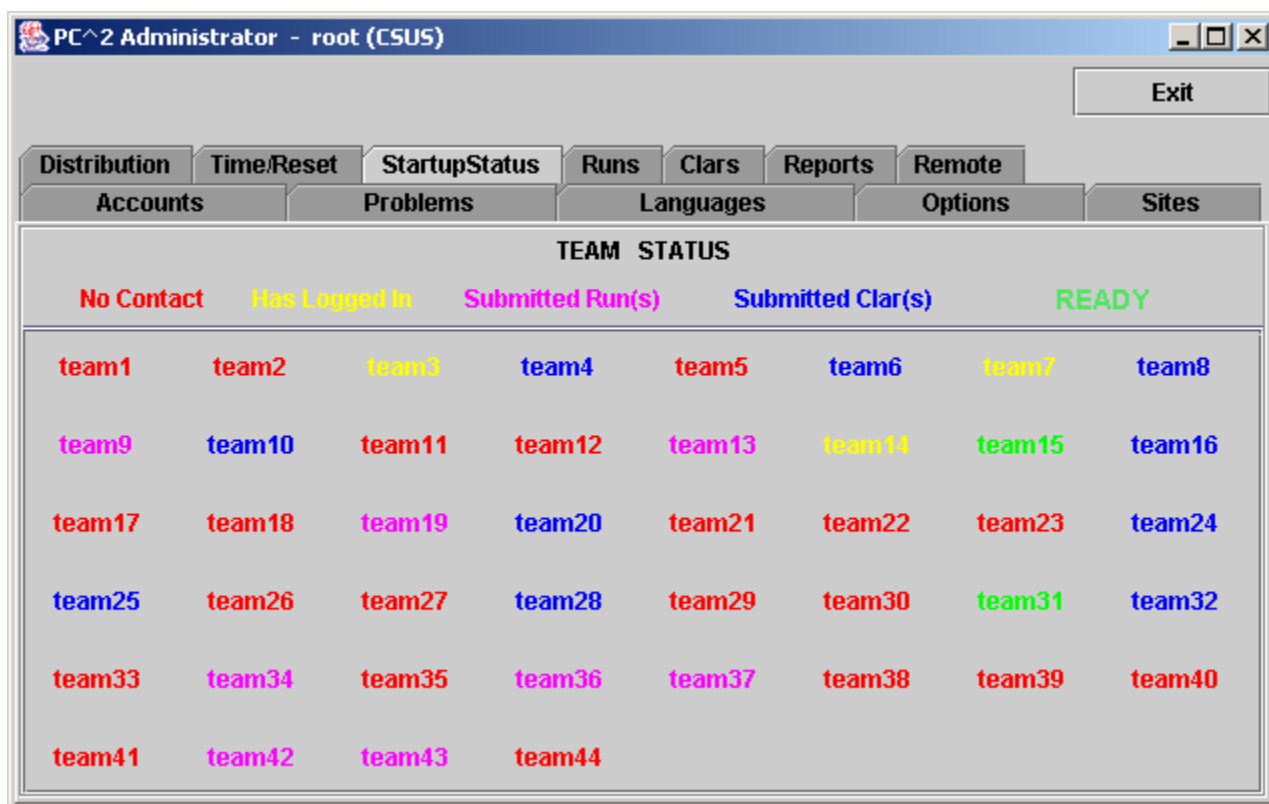 PC^2 Administrator - root (CSUS)
Exit
Distribution Time/Reset StartupStatus Runs Clars Reports Remote
Accounts Problems Languages Options Sites
TEAM STATUS
No Contact Has Logged In Submitted Run(s) Submitted Clar(s) READY
team1 team2 team3 team4 team5 team6 team7 team8
team9 team10 team11 team12 team13 team14 team15 team16
team17 team18 team19 team20 team21 team22 team23 team24
team25 team26 team27 team28 team29 team30 team31 team32
team33 team34 team35 team36 team37 team38 team39 team40
team41 team42 team43 team44